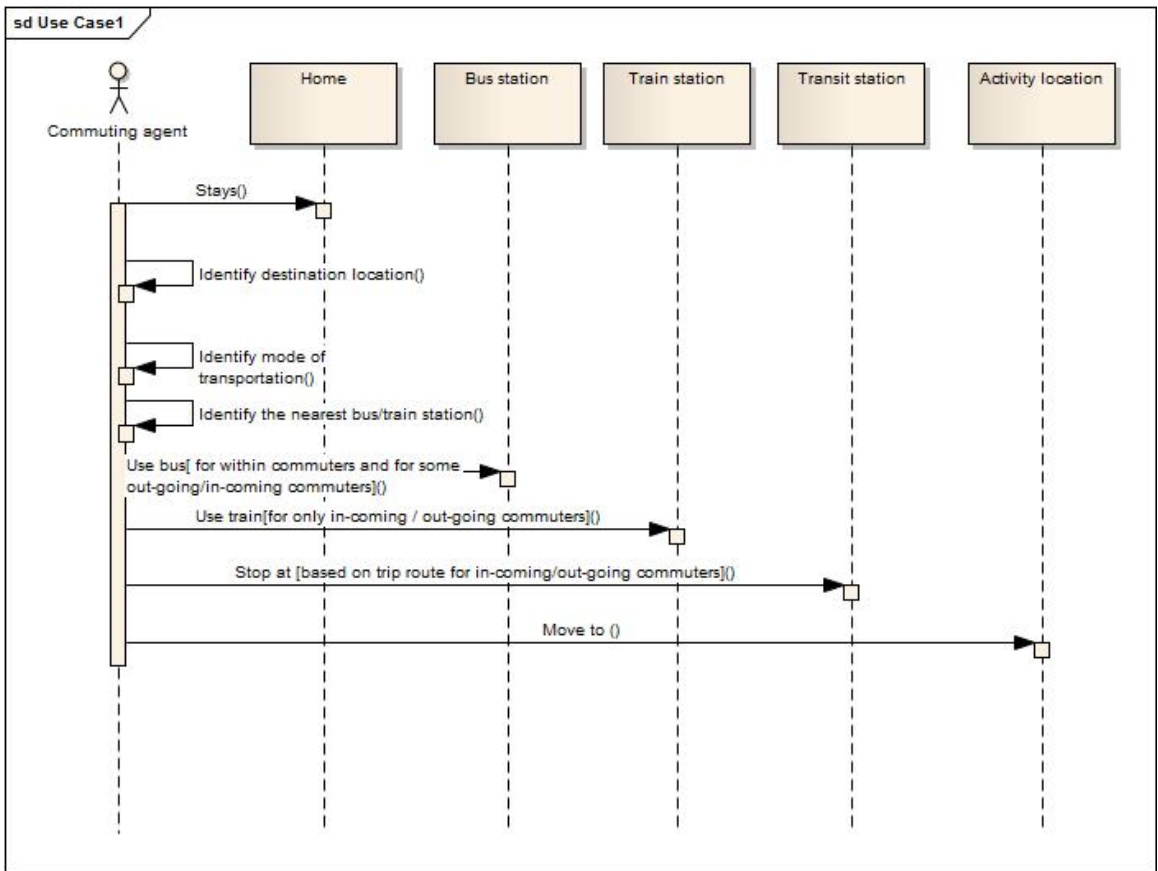 sd Use Case1
Commuting agent
Home
Bus station
Train station
Transit station
Activity location
Stays()
Identify destination location()
Identify mode of
transportation()
Identify the nearest bus/train station()
Use bus[ for within commuters and for some
out-going/in-coming commuters]()
Use train[for only in-coming / out-going commuters]()
Stop at [based on trip route for in-coming/out-going commuters]()
Move to ()